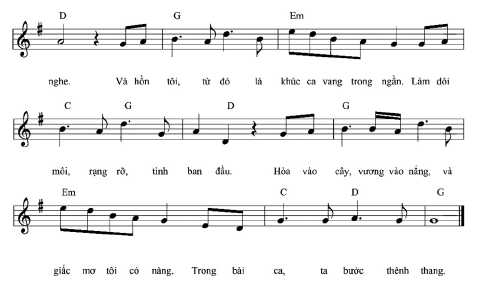 D G Em
nghe. Và hồn tôi, từ đó là khúc ca vang trong ngần. Làm đôi
C G D G
môi, rạng rỡ, tình ban đầu. Hòa vào cây, vương vào nắng, và
Em C D G
giấc mơ tôi có nàng. Trong bài ca, ta bước thênh thang.